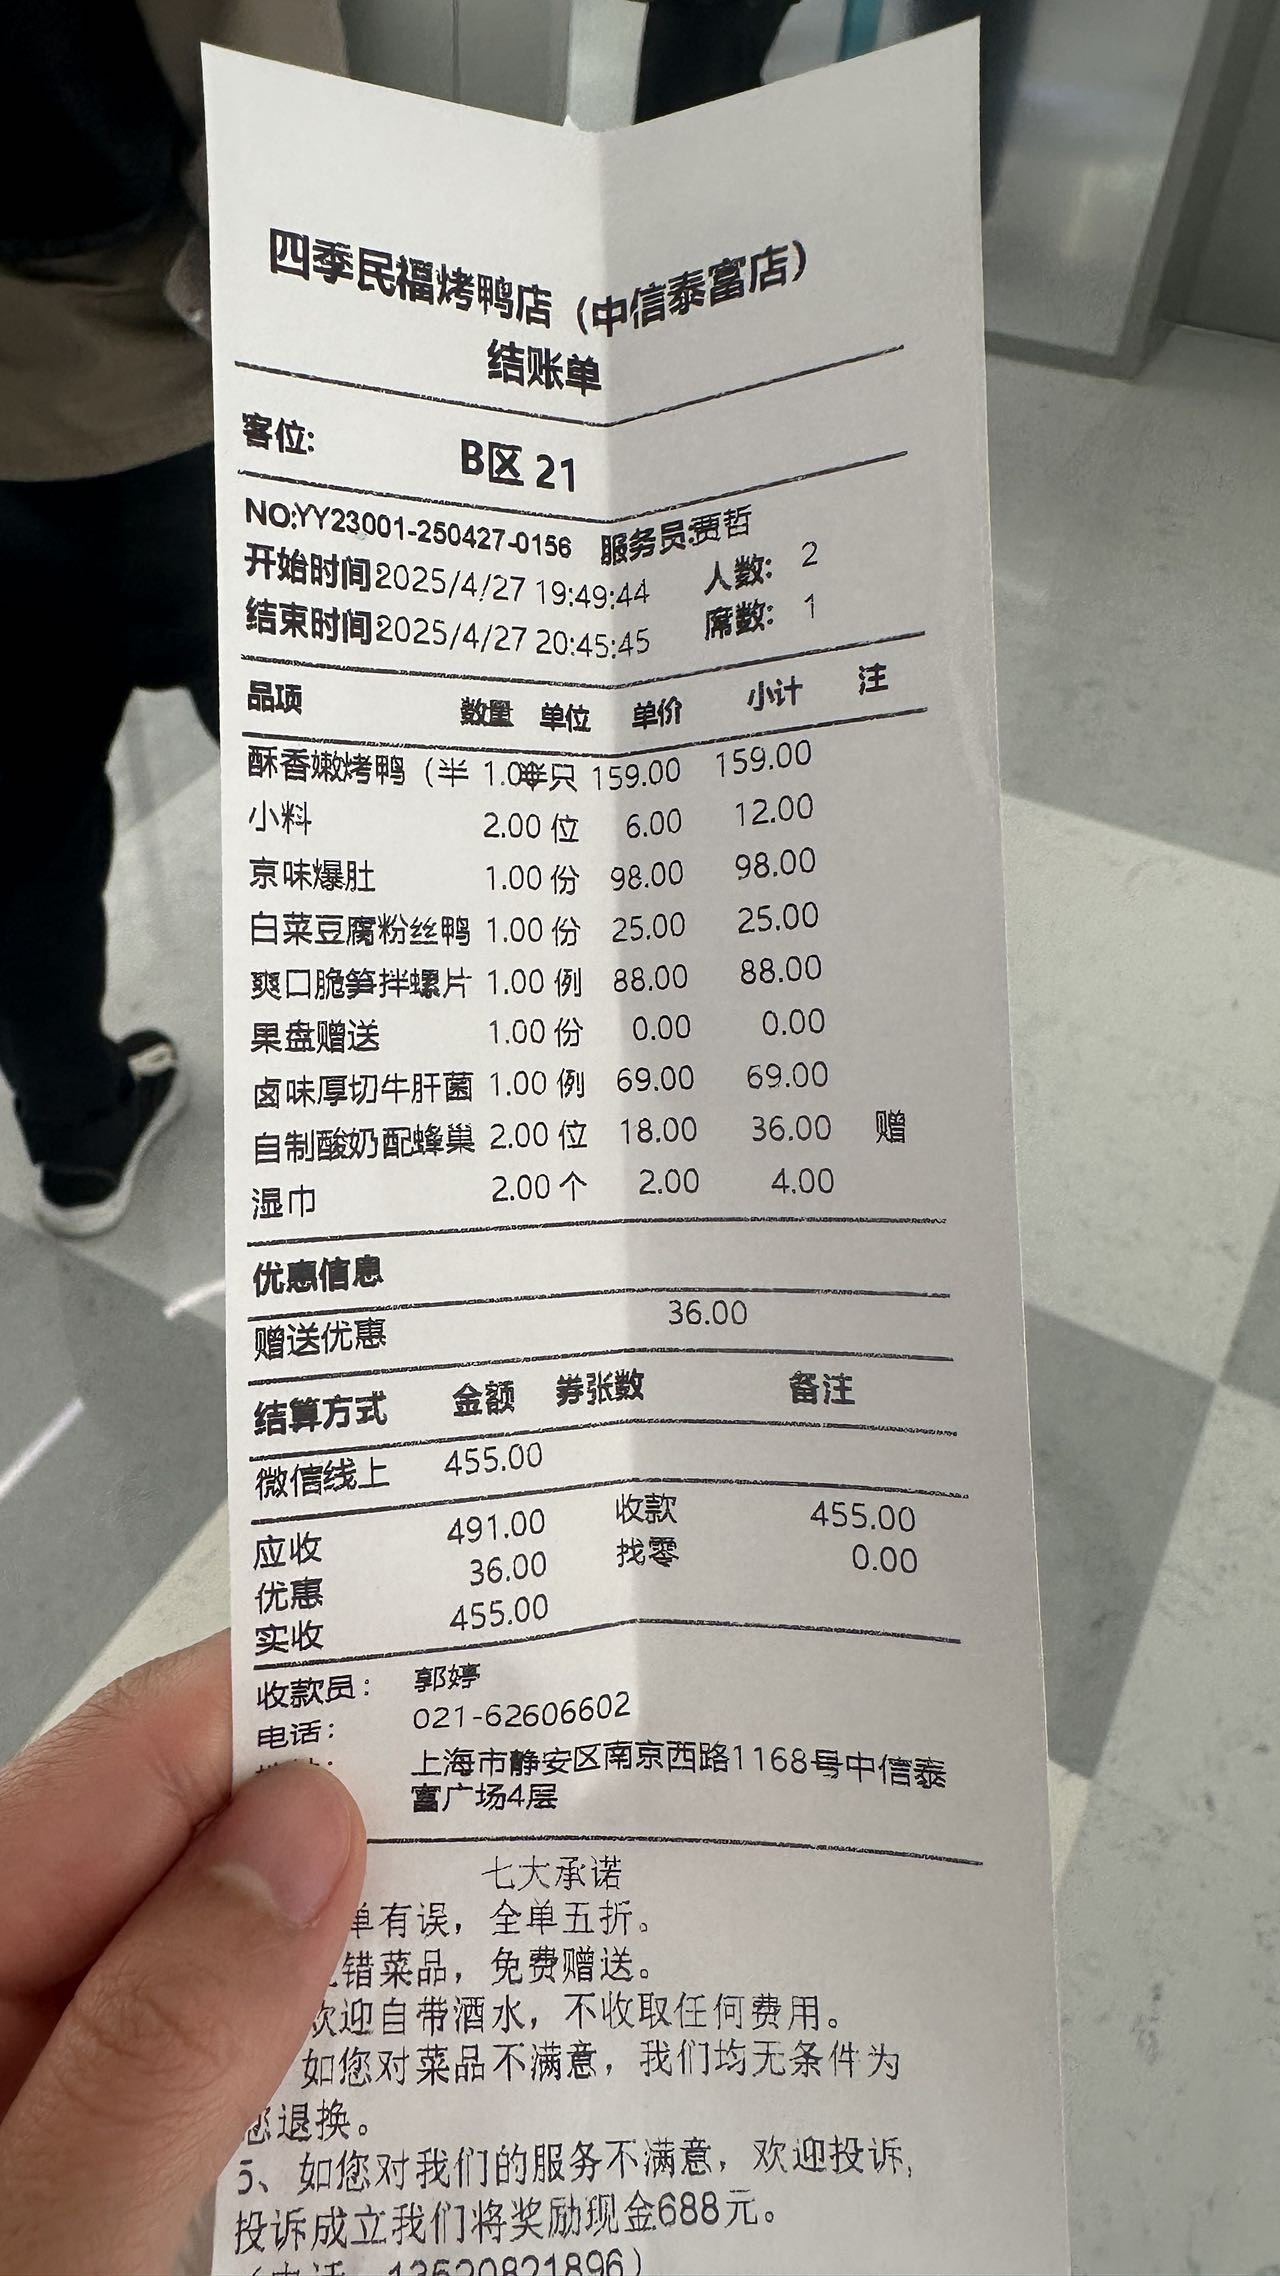 四季民福烤鸭店（中信泰富店）
结账单
客位: B区 21
NO:YY23001-250427-0156 服务员:贾哲
开始时间:2025/4/27 19:49:44 人数: 2
结束时间:2025/4/27 20:45:45 席数: 1
品项 数量 单位 单价 小计 注
酥香嫩烤鸭（半 1.00 半只 159.00 159.00
小料 2.00 位 6.00 12.00
京味爆肚 1.00 份 98.00 98.00
白菜豆腐粉丝鸭 1.00 份 25.00 25.00
爽口脆笋拌螺片 1.00 例 88.00 88.00
果盘赠送 1.00 份 0.00 0.00
卤味厚切牛肝菌 1.00 例 69.00 69.00
自制酸奶配蜂巢 2.00 位 18.00 36.00 赠
湿巾 2.00 个 2.00 4.00
优惠信息
赠送优惠 36.00
结算方式 金额 券张数 备注
微信线上 455.00
应收 491.00 收款 455.00
优惠 36.00 找零 0.00
实收 455.00
收款员: 郭婷
电话: 021-62606602
上海市静安区南京西路1168号中信泰
富广场4层
七大承诺
单有误，全单五折。
错菜品，免费赠送。
欢迎自带酒水，不收取任何费用。
如您对菜品不满意，我们均无条件为
您退换。
5、如您对我们的服务不满意，欢迎投诉,
投诉成立我们将奖励现金688元。
（电话 13520821896）